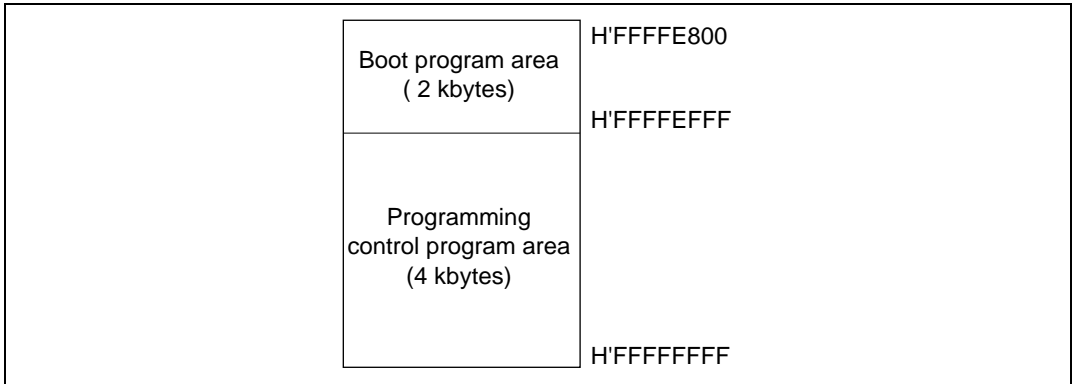 H'FFFFE800
Boot program area
( 2 kbytes)
H'FFFFEFFF
Programming
control program area
(4 kbytes)
H'FFFFFFFF